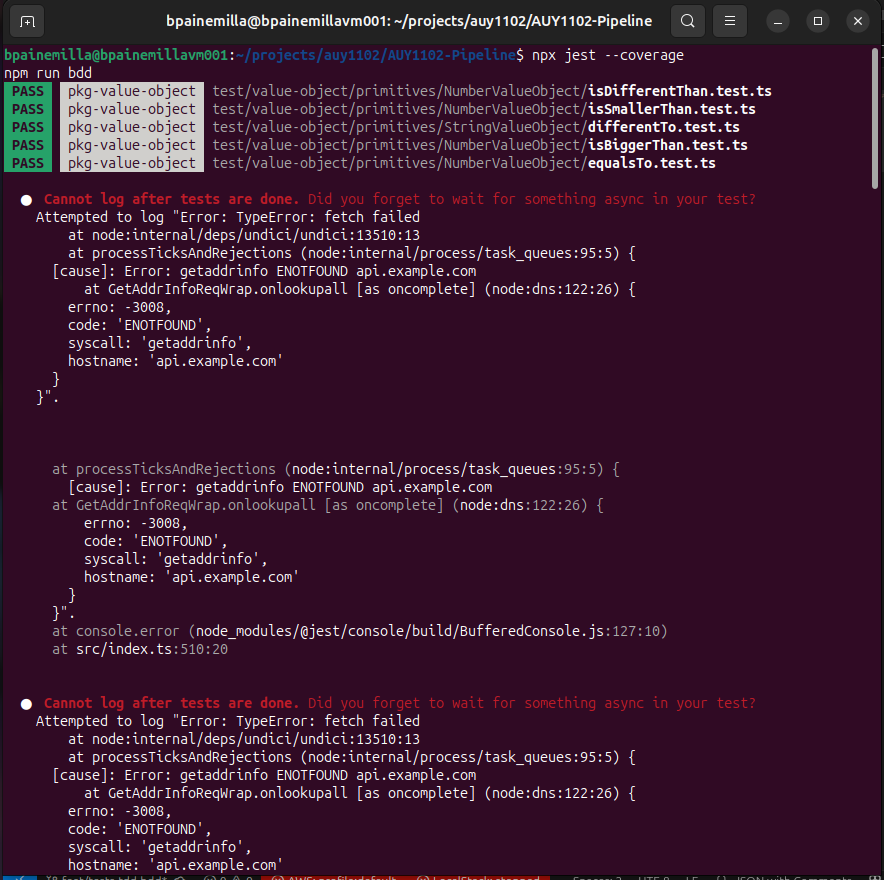 bpainemilla@bpainemillavm001: ~/projects/auy1102/AUY1102-Pipeline
bpainemilla@bpainemillavm001:~/projects/auy1102/AUY1102-Pipeline$ npx jest --coverage
npm run bdd
PASS pkg-value-object test/value-object/primitives/NumberValueObject/isDifferentThan.test.ts
PASS pkg-value-object test/value-object/primitives/NumberValueObject/isSmallerThan.test.ts
PASS pkg-value-object test/value-object/primitives/StringValueObject/differentTo.test.ts
PASS pkg-value-object test/value-object/primitives/NumberValueObject/isBiggerThan.test.ts
PASS pkg-value-object test/value-object/primitives/NumberValueObject/equalsTo.test.ts
● Cannot log after tests are done. Did you forget to wait for something async in your test?
Attempted to log "Error: TypeError: fetch failed
at node:internal/deps/undici/undici:13510:13
at processTicksAndRejections (node:internal/process/task_queues:95:5) {
[cause]: Error: getaddrinfo ENOTFOUND api.example.com
at GetAddrInfoReqWrap.onlookupall [as oncomplete] (node:dns:122:26) {
errno: -3008,
code: 'ENOTFOUND',
syscall: 'getaddrinfo',
hostname: 'api.example.com'
}
}".
at processTicksAndRejections (node:internal/process/task_queues:95:5) {
[cause]: Error: getaddrinfo ENOTFOUND api.example.com
at GetAddrInfoReqWrap.onlookupall [as oncomplete] (node:dns:122:26) {
errno: -3008,
code: 'ENOTFOUND',
syscall: 'getaddrinfo',
hostname: 'api.example.com'
}
}".
at console.error (node_modules/@jest/console/build/BufferedConsole.js:127:10)
at src/index.ts:510:20
● Cannot log after tests are done. Did you forget to wait for something async in your test?
Attempted to log "Error: TypeError: fetch failed
at node:internal/deps/undici/undici:13510:13
at processTicksAndRejections (node:internal/process/task_queues:95:5) {
[cause]: Error: getaddrinfo ENOTFOUND api.example.com
at GetAddrInfoReqWrap.onlookupall [as oncomplete] (node:dns:122:26) {
errno: -3008,
code: 'ENOTFOUND',
syscall: 'getaddrinfo',
hostname: 'api.example.com'